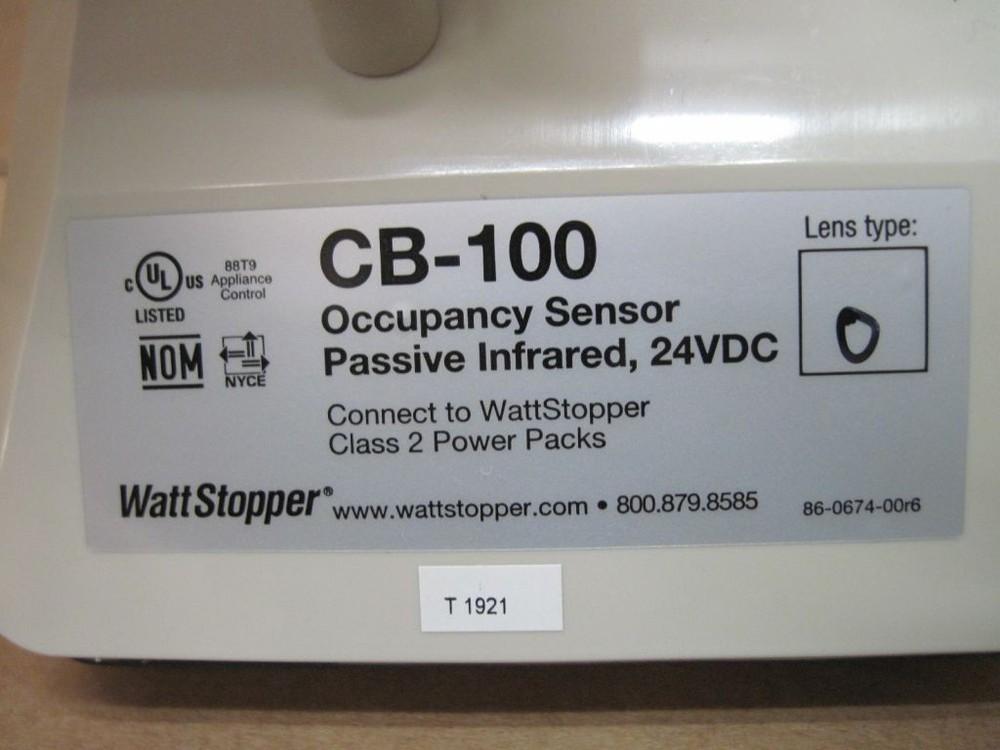 CB-100
Occupancy Sensor
Passive Infrared, 24VDC
Connect to WattStopper
Class 2 Power Packs
c UL US
LISTED
88T9
Appliance
Control
NOM
NYCE
Lens type:
0
WattStopper® www.wattstopper.com • 800.879.8585
86-0674-00r6
T 1921